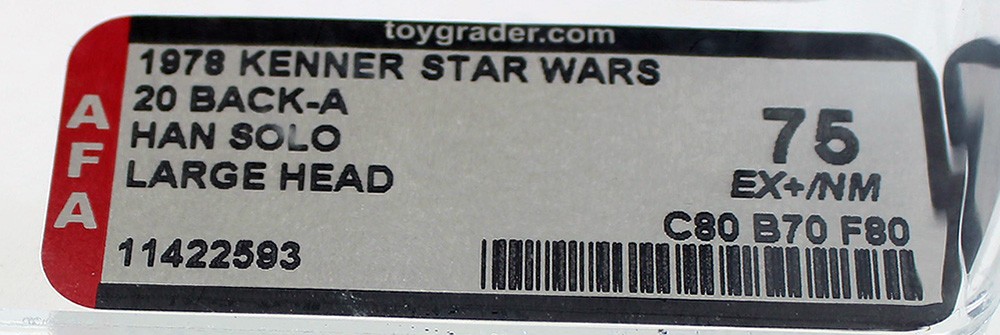 toygrader.com
AFA
1978 KENNER STAR WARS
20 BACK-A
HAN SOLO
LARGE HEAD
75
EX+/NM
C80 B70 F80
11422593